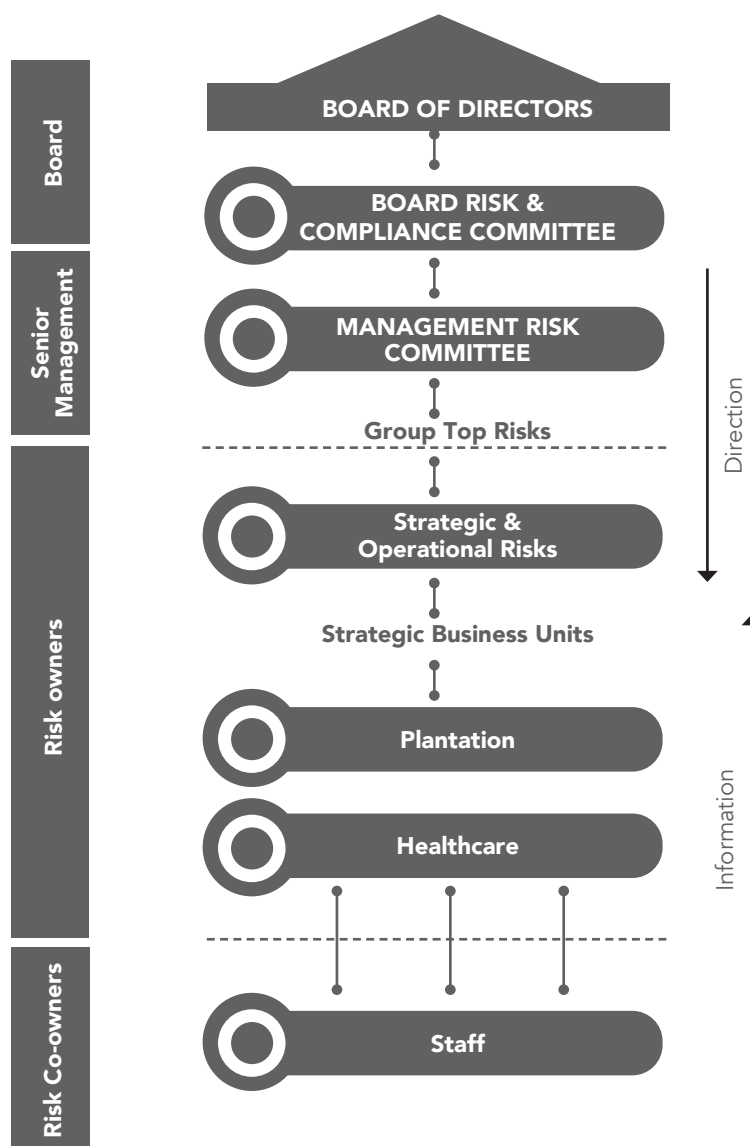 Board
BOARD OF DIRECTORS
BOARD RISK &
COMPLIANCE COMMITTEE
Senior
Management
MANAGEMENT RISK
COMMITTEE
Group Top Risks
Direction
Risk owners
Strategic &
Operational Risks
Strategic Business Units
Plantation
Healthcare
Information
Risk Co-owners
Staff